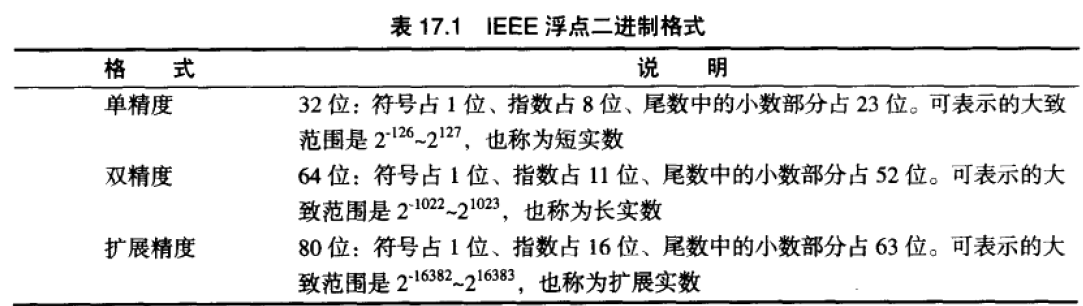 表 17.1 IEEE 浮点二进制格式
格 式 说 明
单精度 32 位：符号占 1 位、指数占 8 位、尾数中的小数部分占 23 位。可表示的大致
范围是 2⁻¹²⁶~2¹²⁷，也称为短实数
双精度 64 位：符号占 1 位、指数占 11 位、尾数中的小数部分占 52 位。可表示的大
致范围是 2⁻¹⁰²²~2¹⁰²³，也称为长实数
扩展精度 80 位：符号占 1 位、指数占 16 位、尾数中的小数部分占 63 位。可表示的大
致范围是 2⁻¹⁶³⁸²~2¹⁶³⁸³，也称为扩展实数